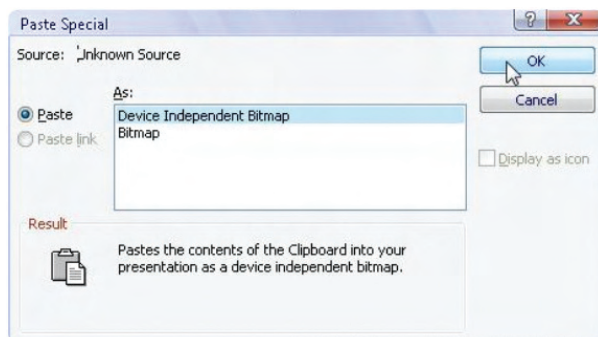 Paste Special
Source: Unknown Source
OK
Cancel
As:
Paste
Paste link
Device Independent Bitmap
Bitmap
Display as icon
Result
Pastes the contents of the Clipboard into your
presentation as a device independent bitmap.